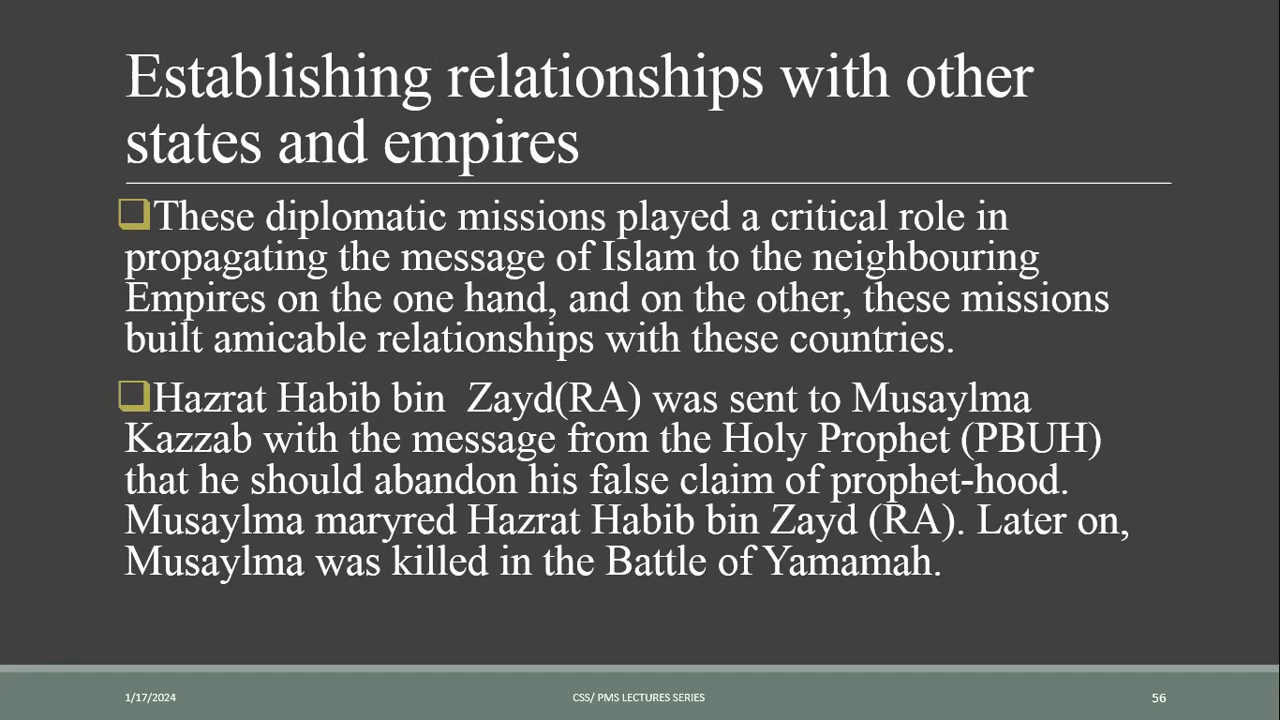 Establishing relationships with other
states and empires
These diplomatic missions played a critical role in
propagating the message of Islam to the neighbouring
Empires on the one hand, and on the other, these missions
built amicable relationships with these countries.
Hazrat Habib bin Zayd(RA) was sent to Musaylma
Kazzab with the message from the Holy Prophet (PBUH)
that he should abandon his false claim of prophet-hood.
Musaylma maryred Hazrat Habib bin Zayd (RA). Later on,
Musaylma was killed in the Battle of Yamamah.
1/17/2024
CSS/ PMS LECTURES SERIES
56